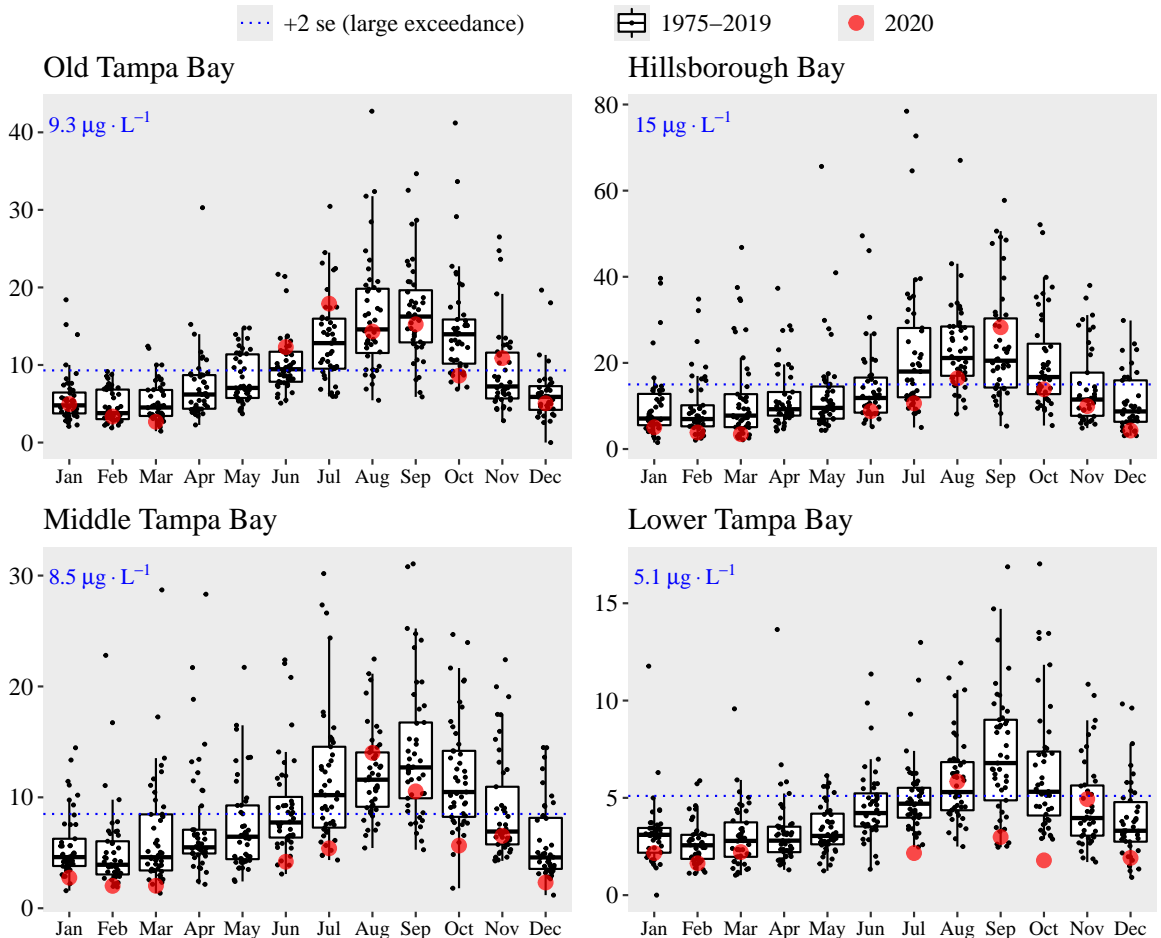 +2 se (large exceedance) 1975–2019 2020
Old Tampa Bay
9.3 µg · L⁻¹
40
30
20
10
0
Jan Feb Mar Apr May Jun Jul Aug Sep Oct Nov Dec
Hillsborough Bay
15 µg · L⁻¹
80
60
40
20
0
Jan Feb Mar Apr May Jun Jul Aug Sep Oct Nov Dec
Middle Tampa Bay
8.5 µg · L⁻¹
30
20
10
0
Jan Feb Mar Apr May Jun Jul Aug Sep Oct Nov Dec
Lower Tampa Bay
5.1 µg · L⁻¹
15
10
5
0
Jan Feb Mar Apr May Jun Jul Aug Sep Oct Nov Dec